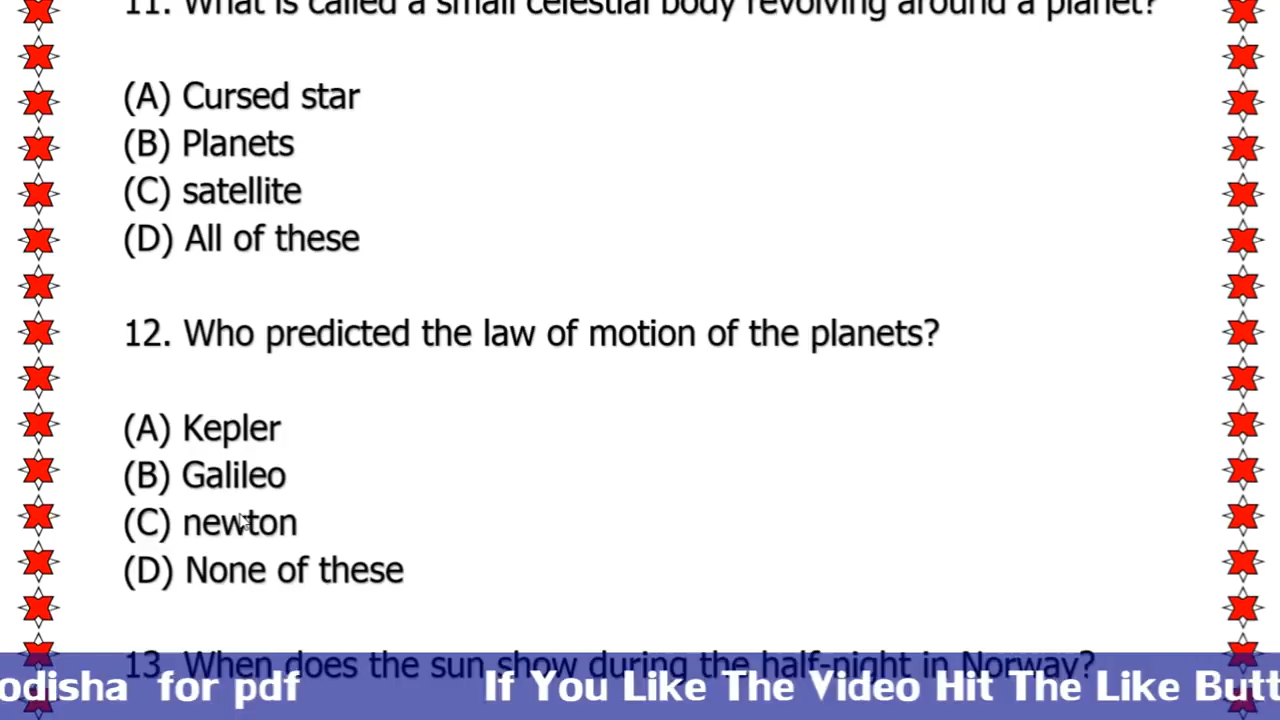 11. What is called a small celestial body revolving around a planet?
(A) Cursed star
(B) Planets
(C) satellite
(D) All of these
12. Who predicted the law of motion of the planets?
(A) Kepler
(B) Galileo
(C) newton
(D) None of these
13. When does the sun show during the half-night in Norway?
odisha for pdf If You Like The Video Hit The Like Butt